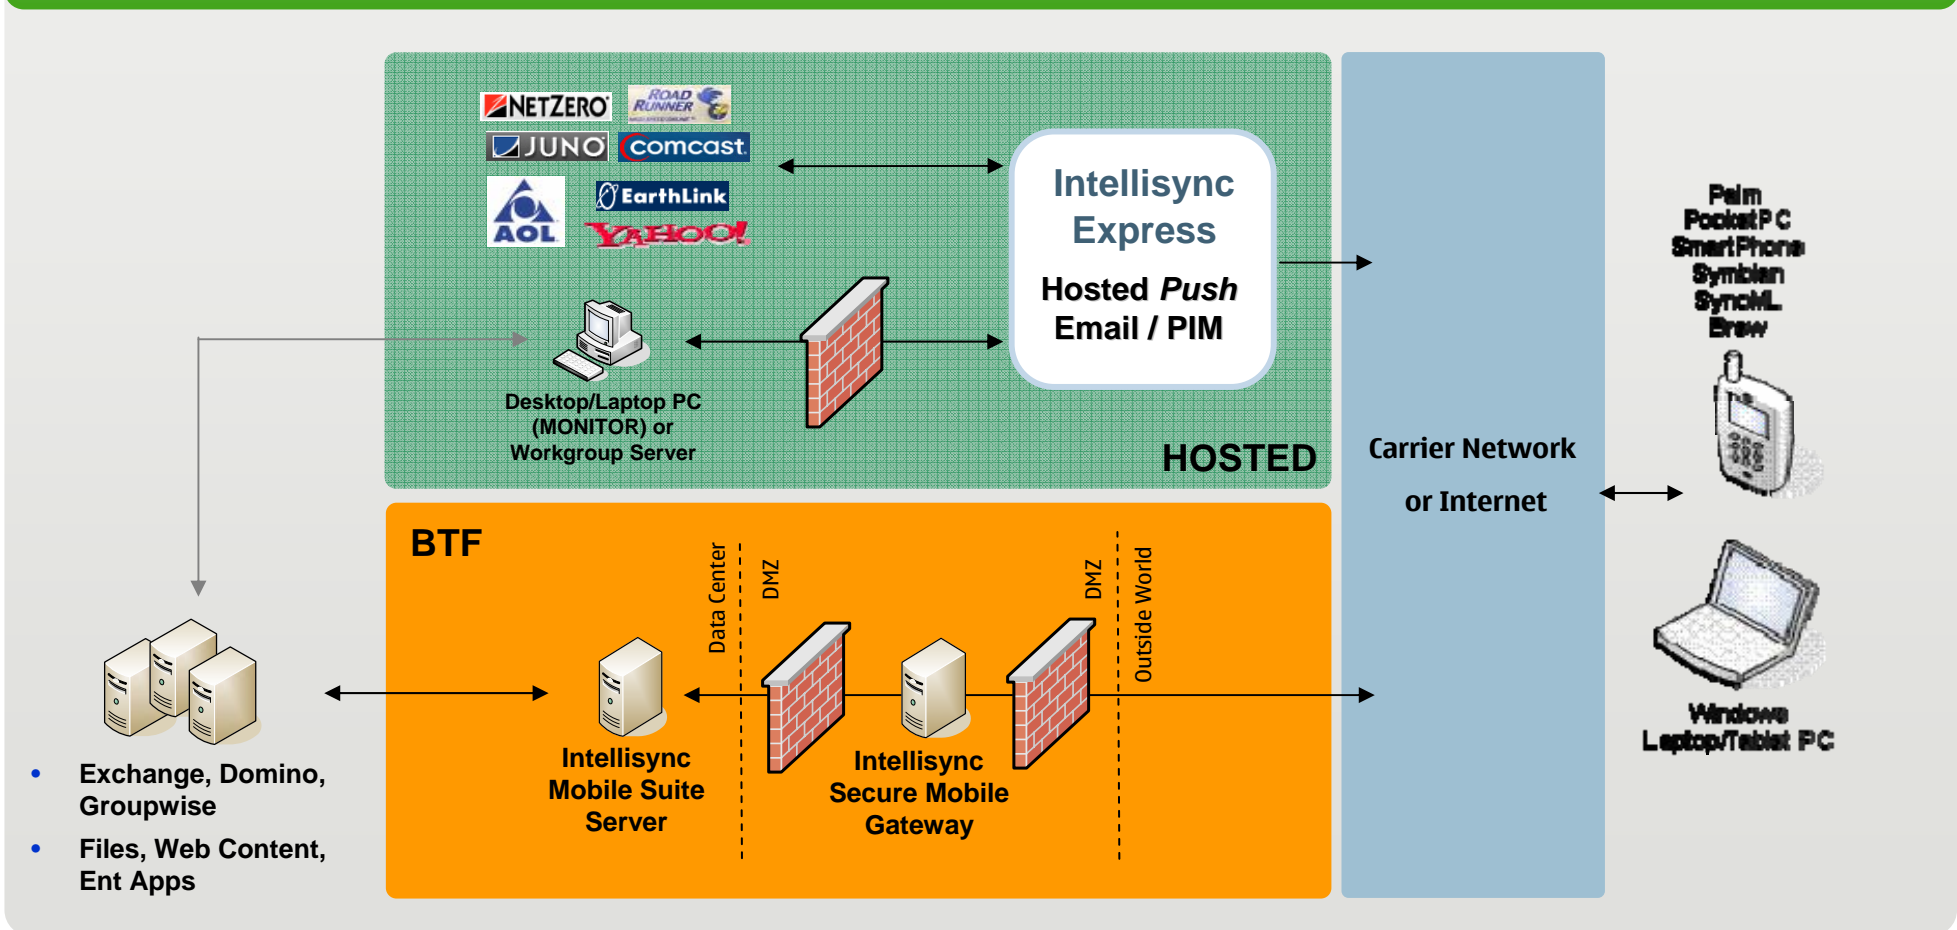 NETZERO
ROAD
RUNNER
JUNO
Comcast
AOL
EarthLink
YAHOO!
Intellisync
Express
Hosted Push
Email / PIM
Desktop/Laptop PC
(MONITOR) or
Workgroup Server
HOSTED
Carrier Network
or Internet
Palm
PocketPC
SmartPhone
Symbian
SyncML
Brew
Windows
Laptop/Tablet PC
BTF
Data Center
DMZ
DMZ
Outside World
Intellisync
Mobile Suite
Server
Intellisync
Secure Mobile
Gateway
• Exchange, Domino,
Groupwise
• Files, Web Content,
Ent Apps